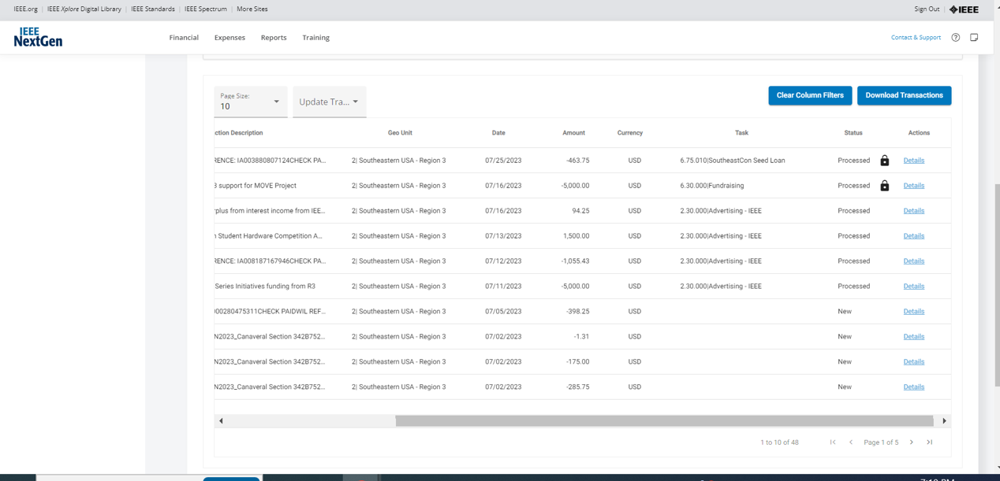 IEEE.org IEEE Xplore Digital Library IEEE Standards IEEE Spectrum More Sites Sign Out IEEE
IEEE
NextGen
Financial Expenses Reports Training Contact & Support
Page Size:
10
Update Tra...
Clear Column Filters Download Transactions
ction Description Geo Unit Date Amount Currency Task Status Actions
RENCE: IA003880807124CHECK PA... 2| Southeastern USA - Region 3 07/25/2023 -463.75 USD 6.75.010|SoutheastCon Seed Loan Processed Details
3 support for MOVE Project 2| Southeastern USA - Region 3 07/16/2023 -5,000.00 USD 6.30.000|Fundraising Processed Details
rplus from interest income from IEE... 2| Southeastern USA - Region 3 07/16/2023 94.25 USD 2.30.000|Advertising - IEEE Processed Details
n Student Hardware Competition A... 2| Southeastern USA - Region 3 07/13/2023 1,500.00 USD 2.30.000|Advertising - IEEE Processed Details
RENCE: IA008187167946CHECK PA... 2| Southeastern USA - Region 3 07/12/2023 -1,055.43 USD 2.30.000|Advertising - IEEE Processed Details
Series Initiatives funding from R3 2| Southeastern USA - Region 3 07/11/2023 -5,000.00 USD 2.30.000|Advertising - IEEE Processed Details
000280475311CHECK PAIDWIL REF... 2| Southeastern USA - Region 3 07/05/2023 -398.25 USD New Details
N2023_Canaveral Section 342B752... 2| Southeastern USA - Region 3 07/02/2023 -1.31 USD New Details
N2023_Canaveral Section 342B752... 2| Southeastern USA - Region 3 07/02/2023 -175.00 USD New Details
N2023_Canaveral Section 342B752... 2| Southeastern USA - Region 3 07/02/2023 -285.75 USD New Details
1 to 10 of 48 Page 1 of 5